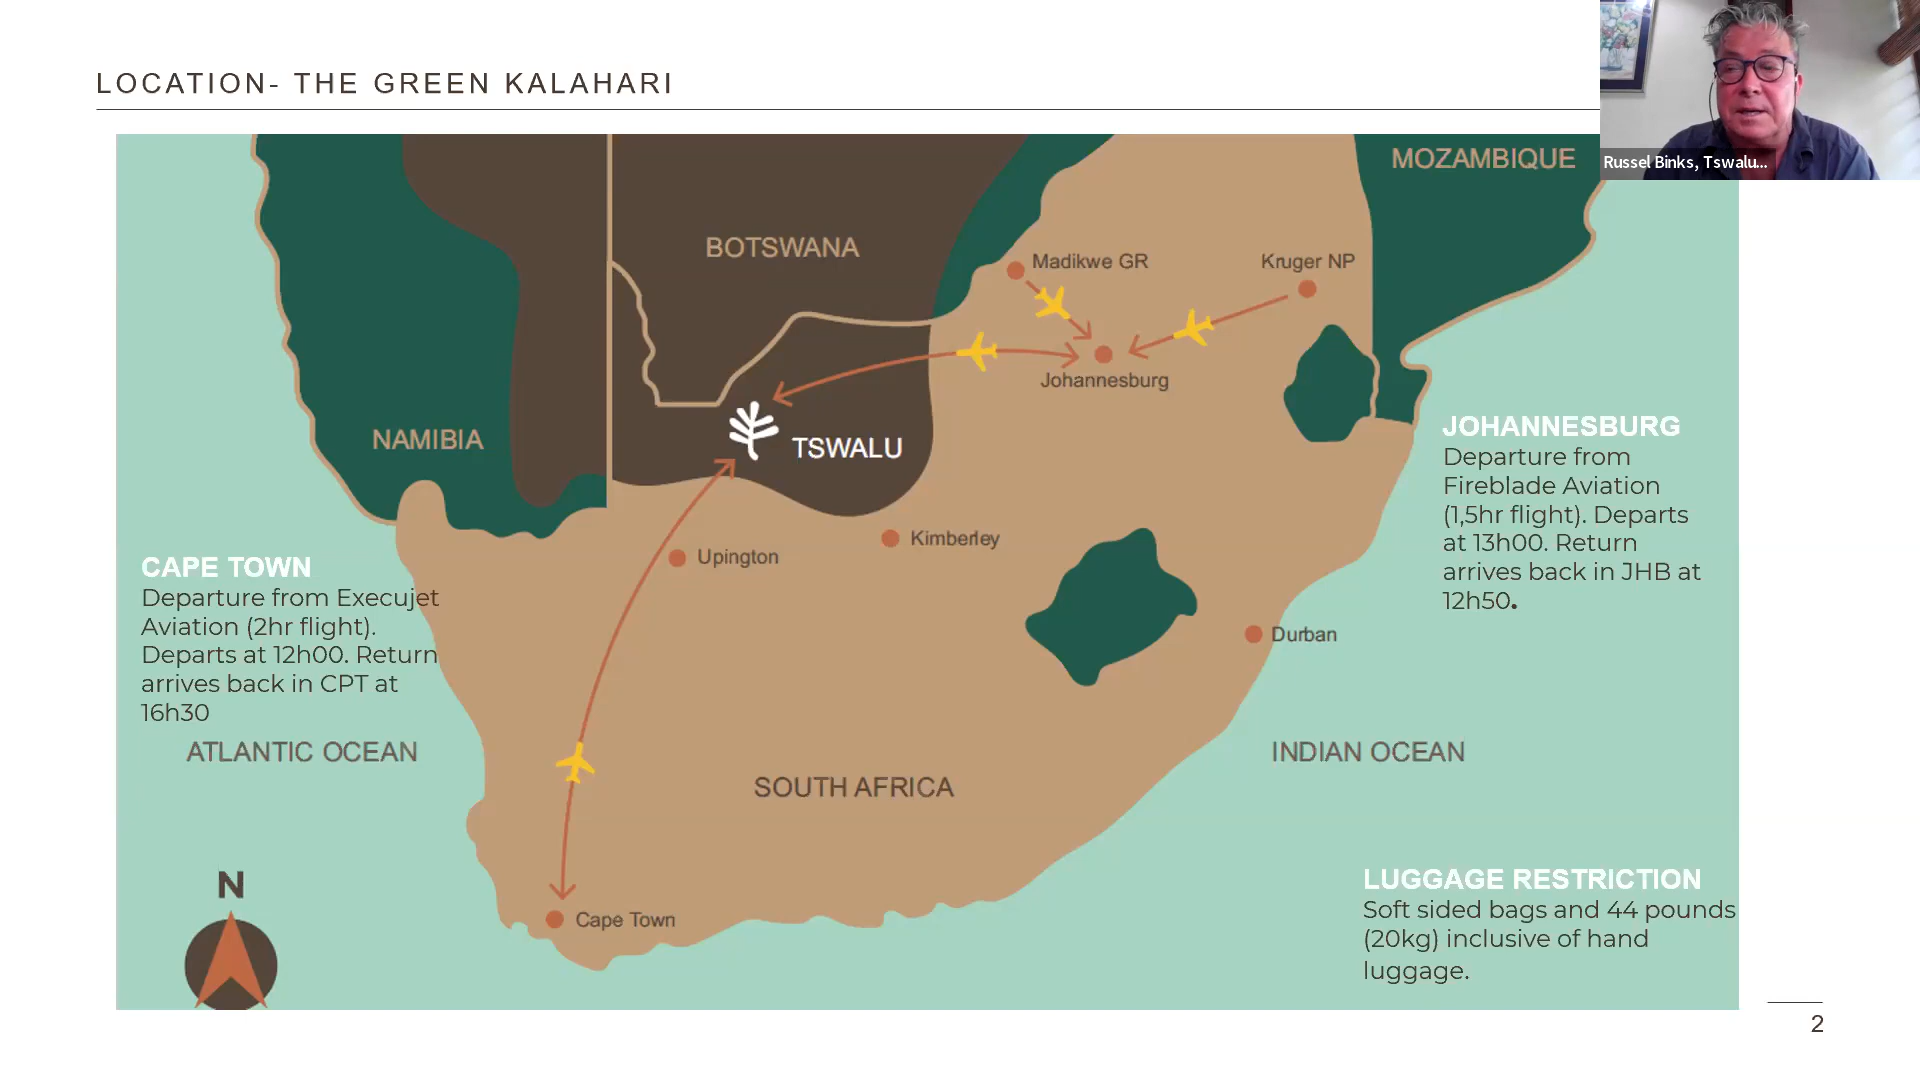 LOCATION- THE GREEN KALAHARI
Russel Binks, Tswalu...
MOZAMBIQUE
BOTSWANA
Madikwe GR
Kruger NP
Johannesburg
NAMIBIA
TSWALU
JOHANNESBURG
Departure from
Fireblade Aviation
(1,5hr flight). Departs
at 13h00. Return
arrives back in JHB at
12h50.
Kimberley
Upington
CAPE TOWN
Departure from Execujet
Aviation (2hr flight).
Departs at 12h00. Return
arrives back in CPT at
16h30
Durban
ATLANTIC OCEAN
INDIAN OCEAN
SOUTH AFRICA
N
Cape Town
LUGGAGE RESTRICTION
Soft sided bags and 44 pounds
(20kg) inclusive of hand
luggage.
2